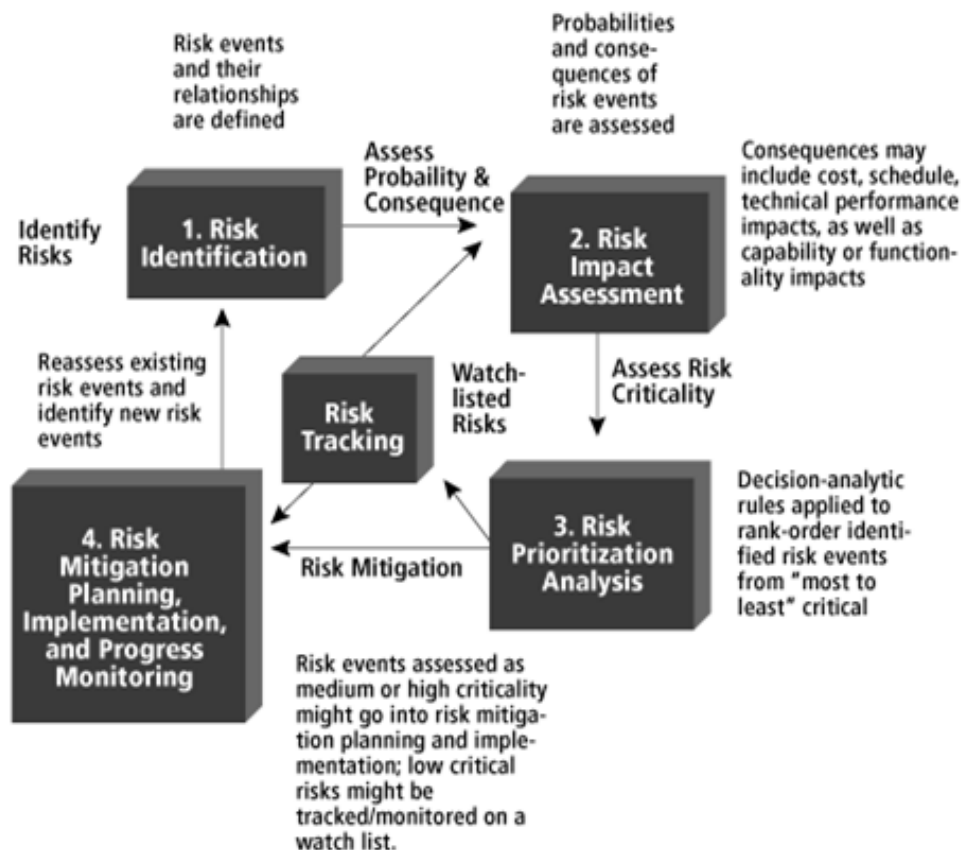 Risk events
and their
relationships
are defined
Probabilities
and conse-
quences of
risk events
are assessed
Assess
Probaility &
Consequence
Consequences may
include cost, schedule,
technical performance
impacts, as well as
capability or function-
ality impacts
Identify
Risks
1. Risk
Identification
2. Risk
Impact
Assessment
Reassess existing
risk events and
identify new risk
events
Risk
Tracking
Watch-
listed
Risks
Assess Risk
Criticality
4. Risk
Mitigation
Planning,
Implementation,
and Progress
Monitoring
Risk Mitigation
3. Risk
Prioritization
Analysis
Decision-analytic
rules applied to
rank-order identi-
fied risk events
from "most to
least" critical
Risk events assessed as
medium or high criticality
might go into risk mitiga-
tion planning and imple-
mentation; low critical
risks might be
tracked/monitored on a
watch list.